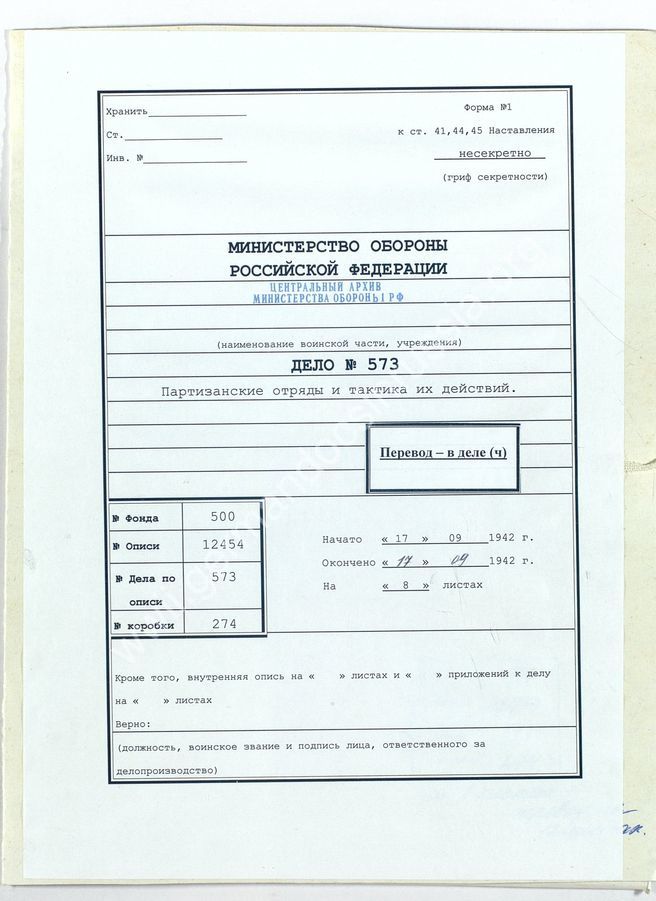 Хранить
Форма №1
Ст.
к ст. 41,44,45 Наставления
Инв. №
несекретно
(гриф секретности)
МИНИСТЕРСТВО ОБОРОНЫ
РОССИЙСКОЙ ФЕДЕРАЦИИ
ЦЕНТРАЛЬНЫЙ АРХИВ
МИНИСТЕРСТВА ОБОРОНЫ РФ
(наименование воинской части, учреждения)
ДЕЛО № 573
Партизанские отряды и тактика их действий.
Перевод – в деле (ч)
№ Фонда 500
№ Описи 12454
№ Дела по описи 573
№ коробки 274
Начато « 17 » 09 1942 г.
Окончено « 17 » 09 1942 г.
На « 8 » листах
Кроме того, внутренняя опись на « » листах и « » приложений к делу
на « » листах
Верно:
(должность, воинское звание и подпись лица, ответственного за
делопроизводство)